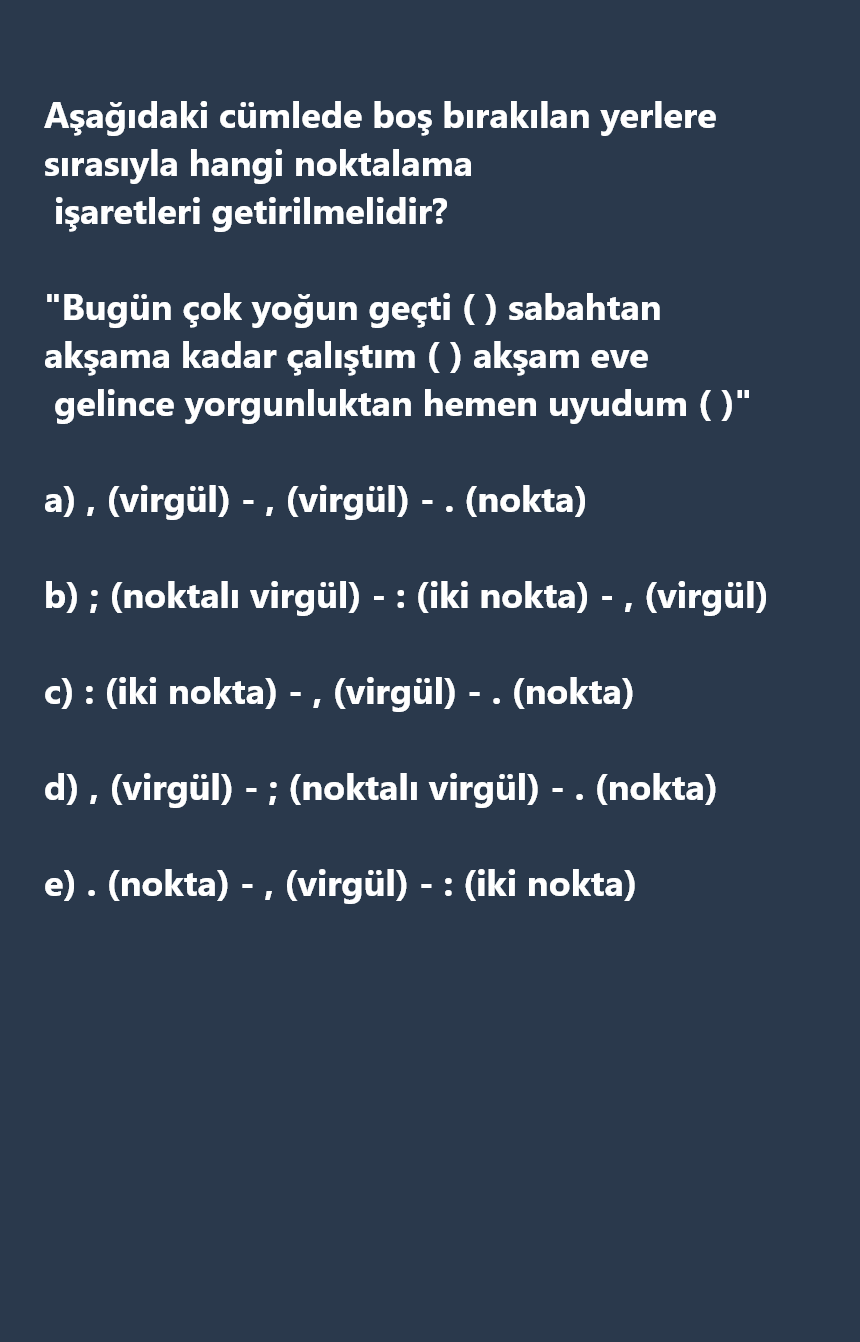 Aşağıdaki cümlede boş bırakılan yerlere
sırasıyla hangi noktalama
işaretleri getirilmelidir?
"Bugün çok yoğun geçti ( ) sabahtan
akşama kadar çalıştım ( ) akşam eve
gelince yorgunluktan hemen uyudum ( )"
a) , (virgül) - , (virgül) - . (nokta)
b) ; (noktalı virgül) - : (iki nokta) - , (virgül)
c) : (iki nokta) - , (virgül) - . (nokta)
d) , (virgül) - ; (noktalı virgül) - . (nokta)
e) . (nokta) - , (virgül) - : (iki nokta)